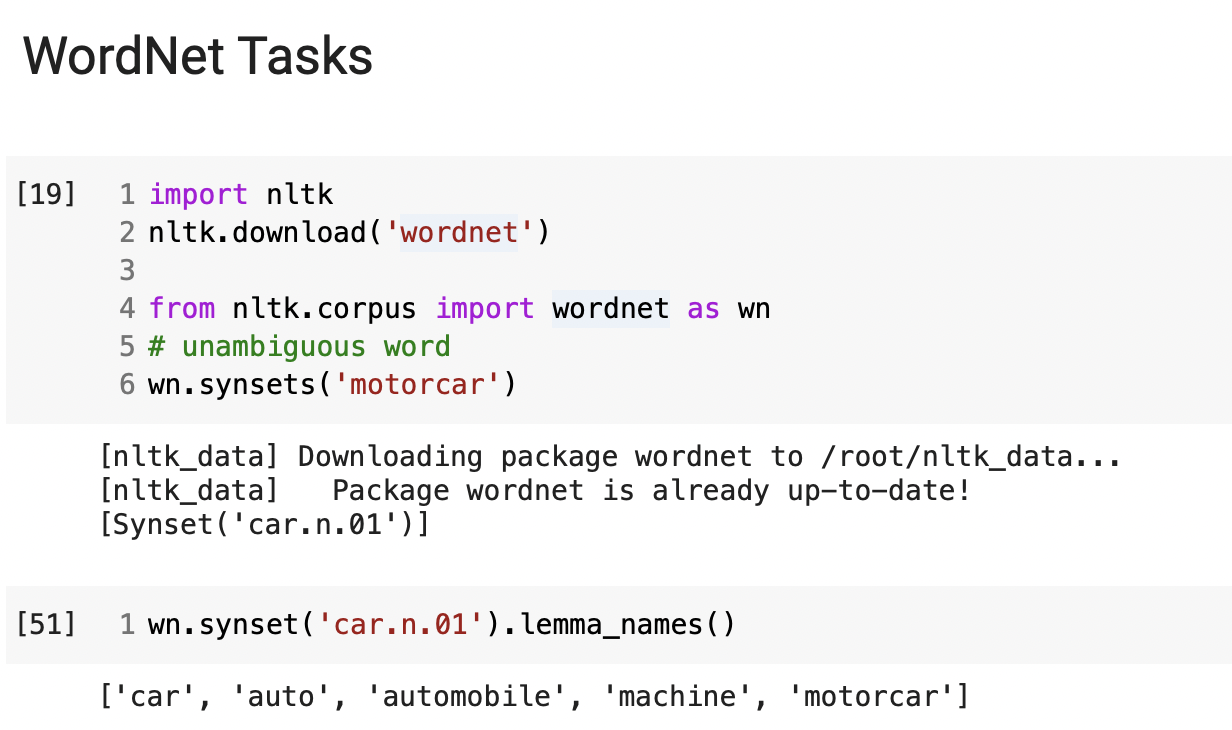 WordNet Tasks
[19] 1 import nltk
2 nltk.download('wordnet')
3
4 from nltk.corpus import wordnet as wn
5 # unambiguous word
6 wn.synsets('motorcar')
[nltk_data] Downloading package wordnet to /root/nltk_data...
[nltk_data]   Package wordnet is already up-to-date!
[Synset('car.n.01')]
[51] 1 wn.synset('car.n.01').lemma_names()
['car', 'auto', 'automobile', 'machine', 'motorcar']